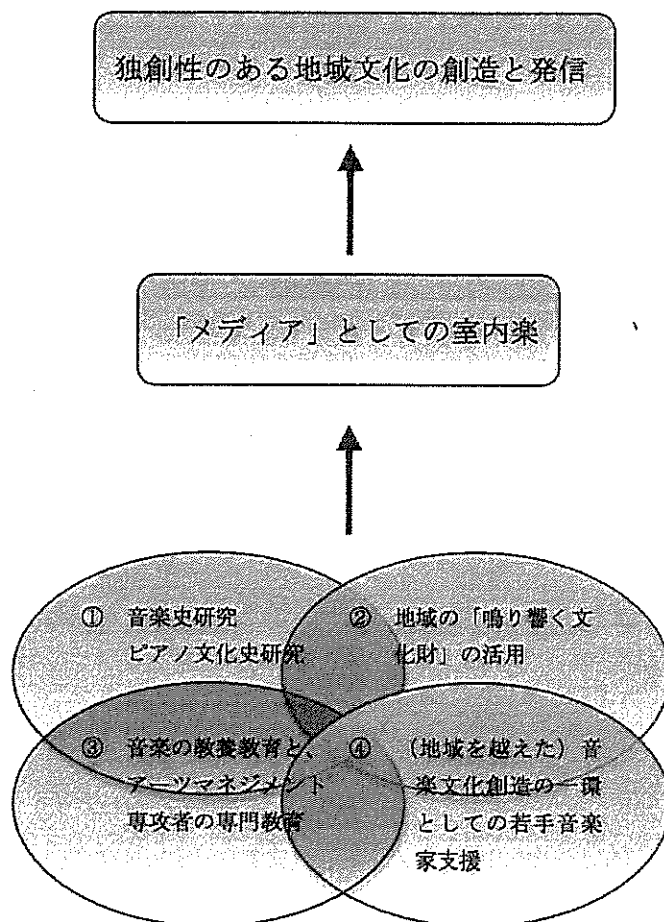 独創性のある地域文化の創造と発信
「メディア」としての室内楽
① 音楽史研究
ピアノ文化史研究
② 地域の「鳴り響く文
化財」の活用
③ 音楽の教養教育と、
アーツマネジメント
専攻者の専門教育
④ (地域を越えた)音
楽文化創造の一環
としての若手音楽
家支援